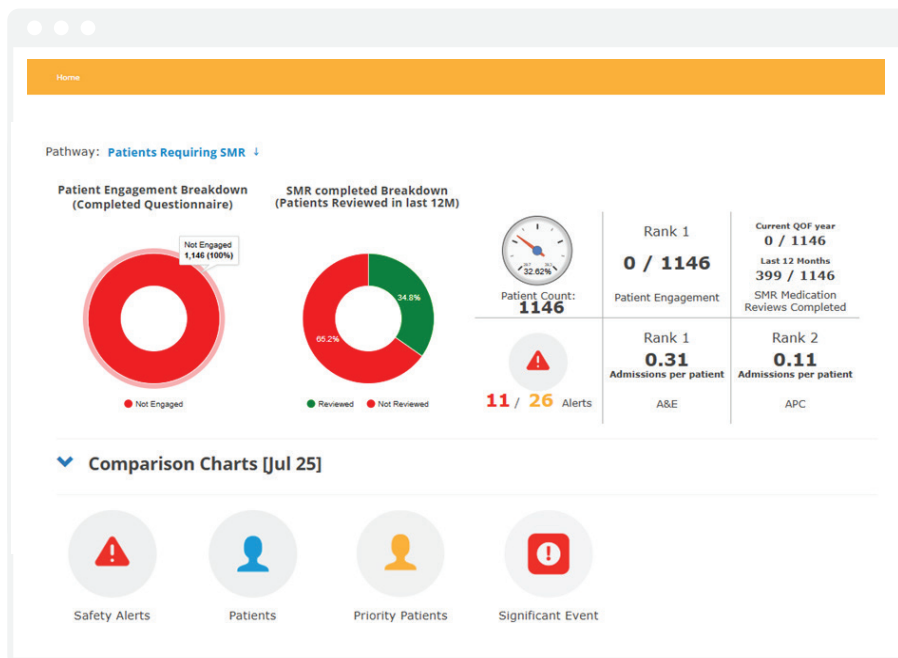 Home
Pathway: Patients Requiring SMR ↓
Patient Engagement Breakdown
(Completed Questionnaire)
Not Engaged
1,146 (100%)
Not Engaged
SMR completed Breakdown
(Patients Reviewed in last 12M)
34.8%
65.2%
Reviewed
Not Reviewed
32.62%
Patient Count:
1146
Rank 1
0 / 1146
Patient Engagement
Current QOF year
0 / 1146
Last 12 Months
399 / 1146
SMR Medication
Reviews Completed
11 / 26 Alerts
Rank 1
0.31
Admissions per patient
A&E
Rank 2
0.11
Admissions per patient
APC
Comparison Charts [Jul 25]
Safety Alerts
Patients
Priority Patients
Significant Event